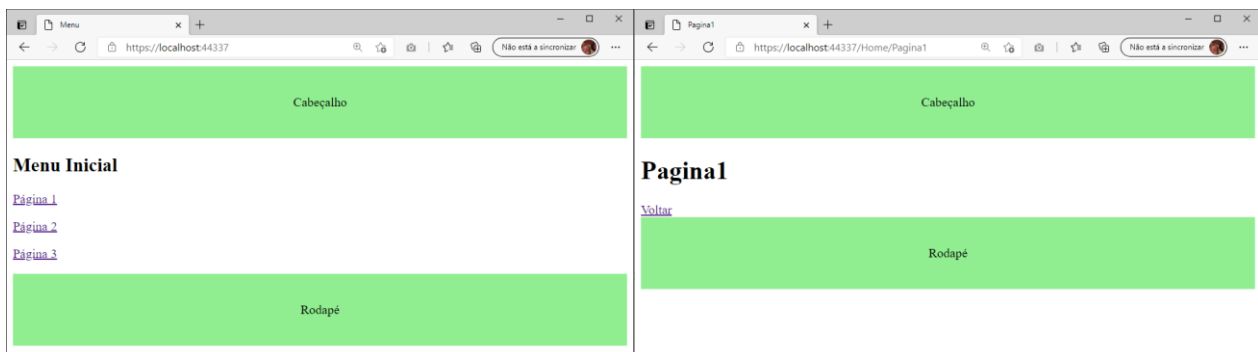 Menu
https://localhost:44337
Não está a sincronizar
Cabeçalho
Menu Inicial
Página 1
Página 2
Página 3
Rodapé
Pagina1
https://localhost:44337/Home/Pagina1
Não está a sincronizar
Cabeçalho
Pagina1
Voltar
Rodapé